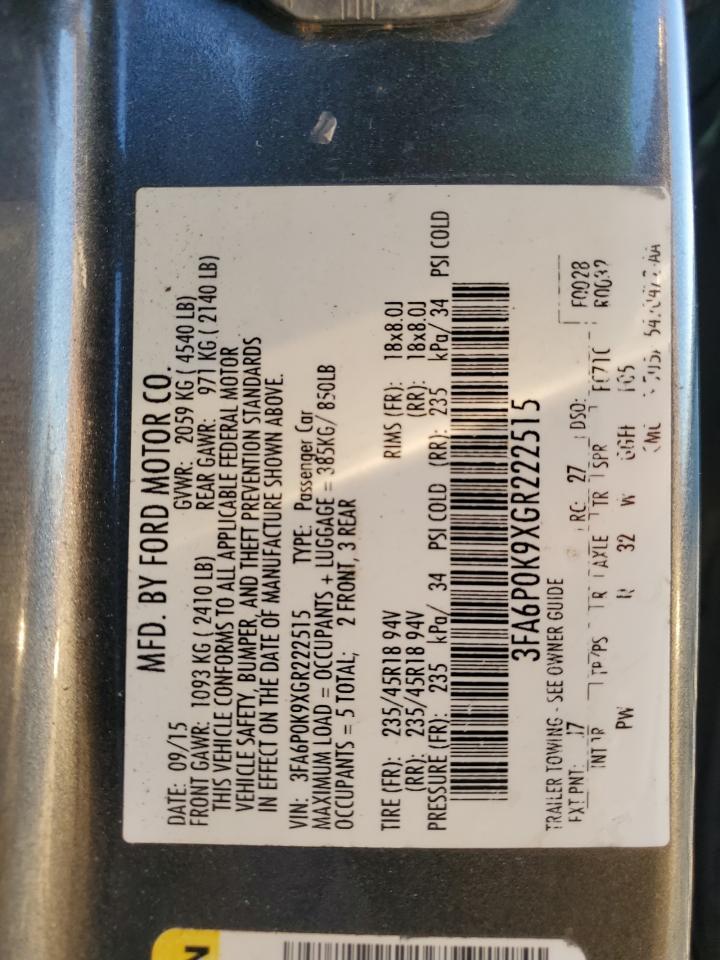 MFD. BY FORD MOTOR CO.
DATE: 09/15 GVWR: 2059 KG ( 4540 LB)
FRONT GAWR: 1093 KG ( 2410 LB) REAR GAWR: 971 KG ( 2140 LB)
THIS VEHICLE CONFORMS TO ALL APPLICABLE FEDERAL MOTOR
VEHICLE SAFETY, BUMPER, AND THEFT PREVENTION STANDARDS
IN EFFECT ON THE DATE OF MANUFACTURE SHOWN ABOVE.
VIN: 3FA6P0K9XGR222515 TYPE: Passenger Car
MAXIMUM LOAD = OCCUPANTS + LUGGAGE = 385KG/ 850LB
OCCUPANTS = 5 TOTAL; 2 FRONT, 3 REAR
TIRE (FR): 235/45R18 94V RIMS (FR): 18x8.0J
(RR): 235/45R18 94V (RR): 18x8.0J
PRESSURE (FR): 235 kPa/ 34 PSI COLD (RR): 235 kPa/ 34 PSI COLD
3FA6P0K9XGR222515
TRAILER TOWING - SEE OWNER GUIDE
EXT PNT: J7 RC: 27 DSO: F0028
INT TR TP/PS R AXLE TR SPR R0032
PW 32 W
N